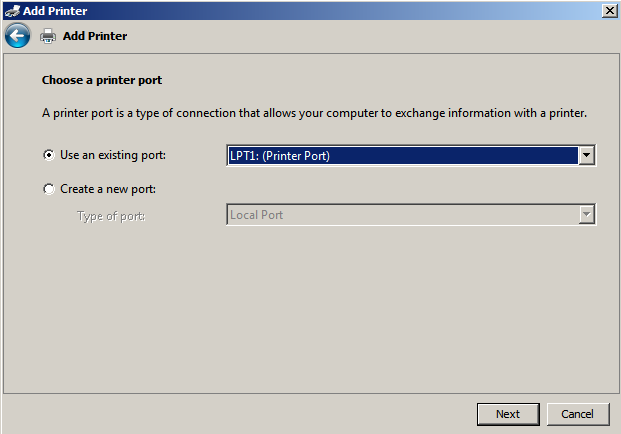 Add Printer
Add Printer
Choose a printer port
A printer port is a type of connection that allows your computer to exchange information with a printer.
Use an existing port: LPT1: (Printer Port)
Create a new port:
Type of port: Local Port
Next Cancel